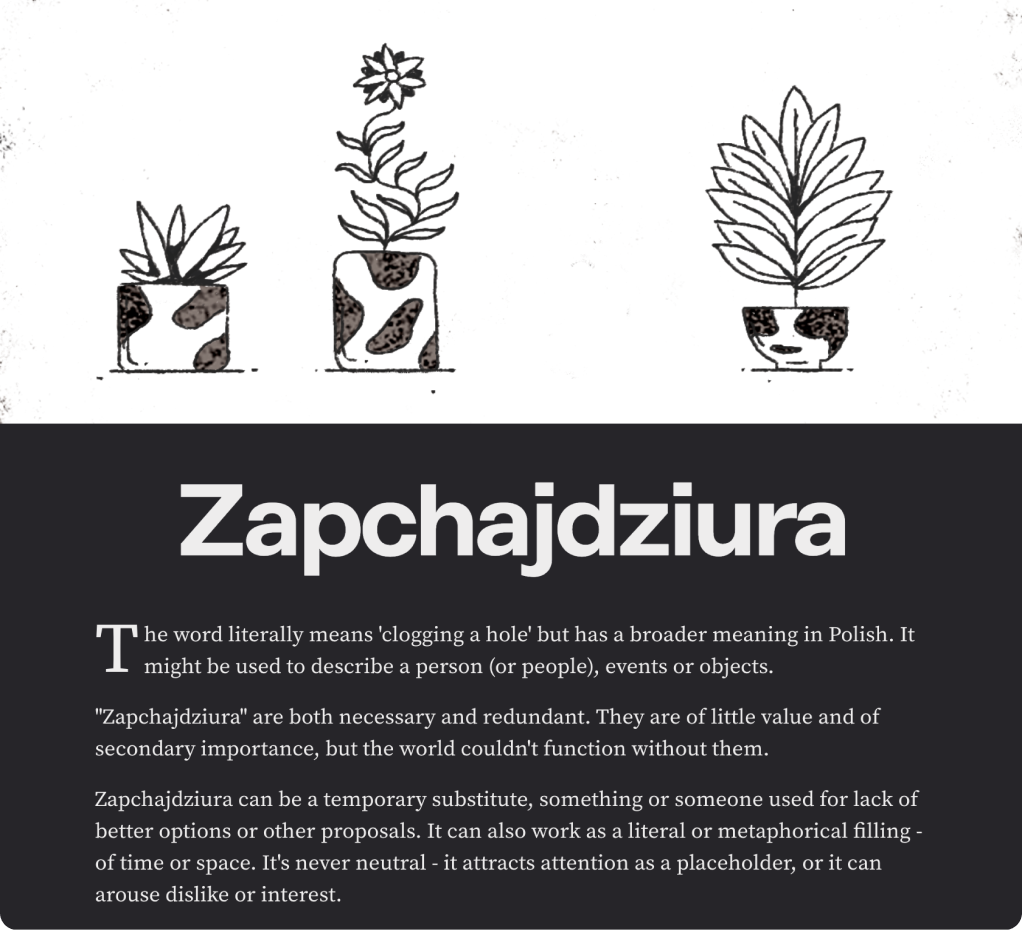 Zapchajdziura
The word literally means 'clogging a hole' but has a broader meaning in Polish. It
might be used to describe a person (or people), events or objects.
"Zapchajdziura" are both necessary and redundant. They are of little value and of
secondary importance, but the world couldn't function without them.
Zapchajdziura can be a temporary substitute, something or someone used for lack of
better options or other proposals. It can also work as a literal or metaphorical filling -
of time or space. It's never neutral - it attracts attention as a placeholder, or it can
arouse dislike or interest.